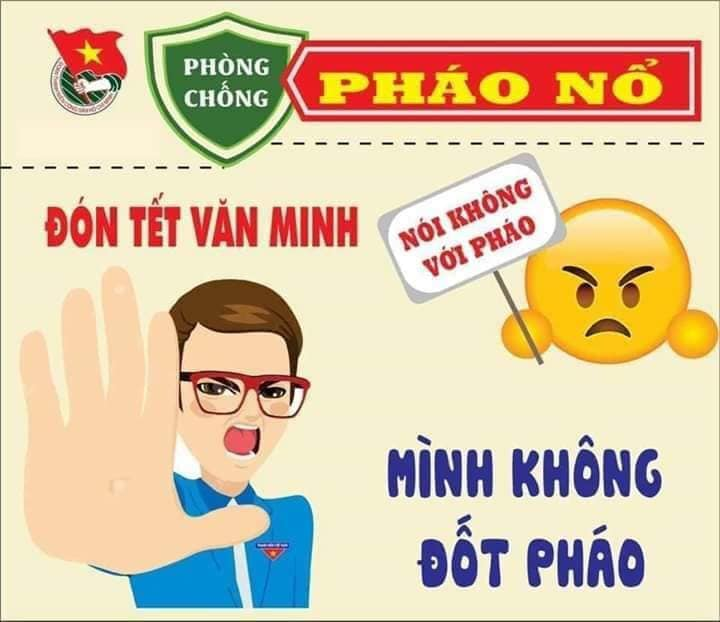 PHÒNG
CHỐNG
PHÁO NỔ
ĐÓN TẾT VĂN MINH
NÓI KHÔNG
VỚI PHÁO
MÌNH KHÔNG
ĐỐT PHÁO